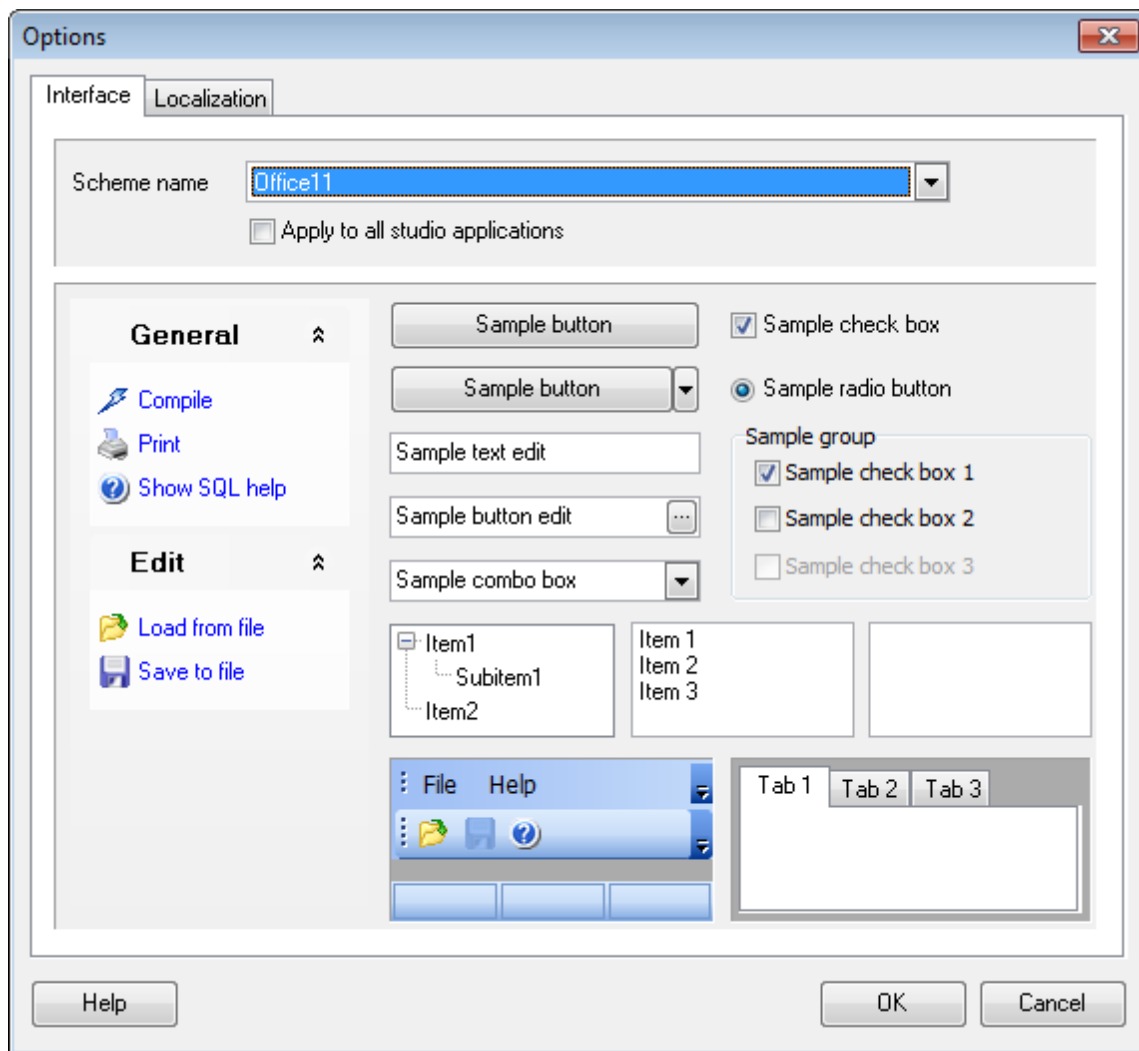 Options
Interface
Localization
Scheme name
Office11
Apply to all studio applications
General
Compile
Print
Show SQL help
Edit
Load from file
Save to file
Sample button
Sample button
Sample text edit
Sample button edit
...
Sample combo box
Sample check box
Sample radio button
Sample group
Sample check box 1
Sample check box 2
Sample check box 3
Item1
Subitem1
Item2
Item 1
Item 2
Item 3
File Help
Tab 1 Tab 2 Tab 3
Help
OK
Cancel